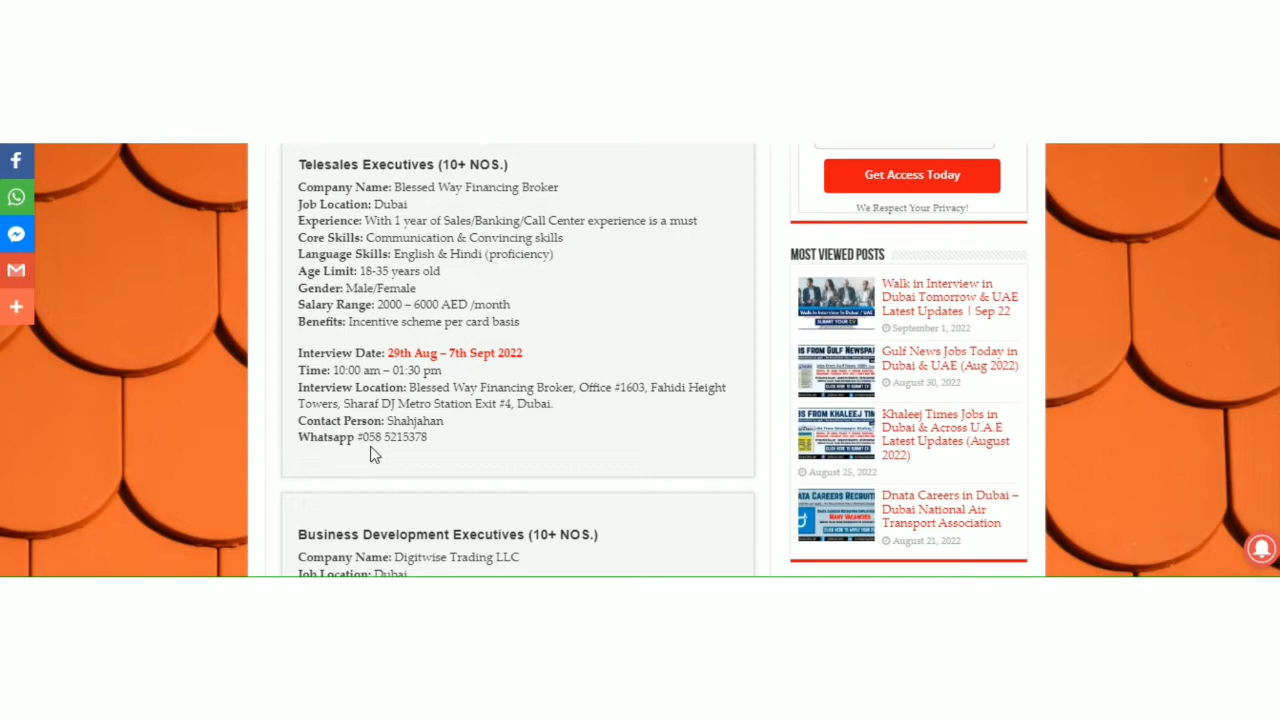 Telesales Executives (10+ NOS.)
Company Name: Blessed Way Financing Broker
Job Location: Dubai
Experience: With 1 year of Sales/Banking/Call Center experience is a must
Core Skills: Communication & Convincing skills
Language Skills: English & Hindi (proficiency)
Age Limit: 18-35 years old
Gender: Male/Female
Salary Range: 2000 – 6000 AED /month
Benefits: Incentive scheme per card basis
Interview Date: 29th Aug – 7th Sept 2022
Time: 10:00 am – 01:30 pm
Interview Location: Blessed Way Financing Broker, Office #1603, Fahidi Height
Towers, Sharaf DJ Metro Station Exit #4, Dubai.
Contact Person: Shahjahan
Whatsapp #058 5215378
Business Development Executives (10+ NOS.)
Company Name: Digitwise Trading LLC
Job Location: Dubai
Get Access Today
We Respect Your Privacy!
MOST VIEWED POSTS
Walk in Interview in
Dubai Tomorrow & UAE
Latest Updates | Sep 22
September 1, 2022
Gulf News Jobs Today in
Dubai & UAE (Aug 2022)
August 30, 2022
Khaleej Times Jobs in
Dubai & Across U.A.E
Latest Updates (August
2022)
August 25, 2022
Dnata Careers in Dubai –
Dubai National Air
Transport Association
August 21, 2022